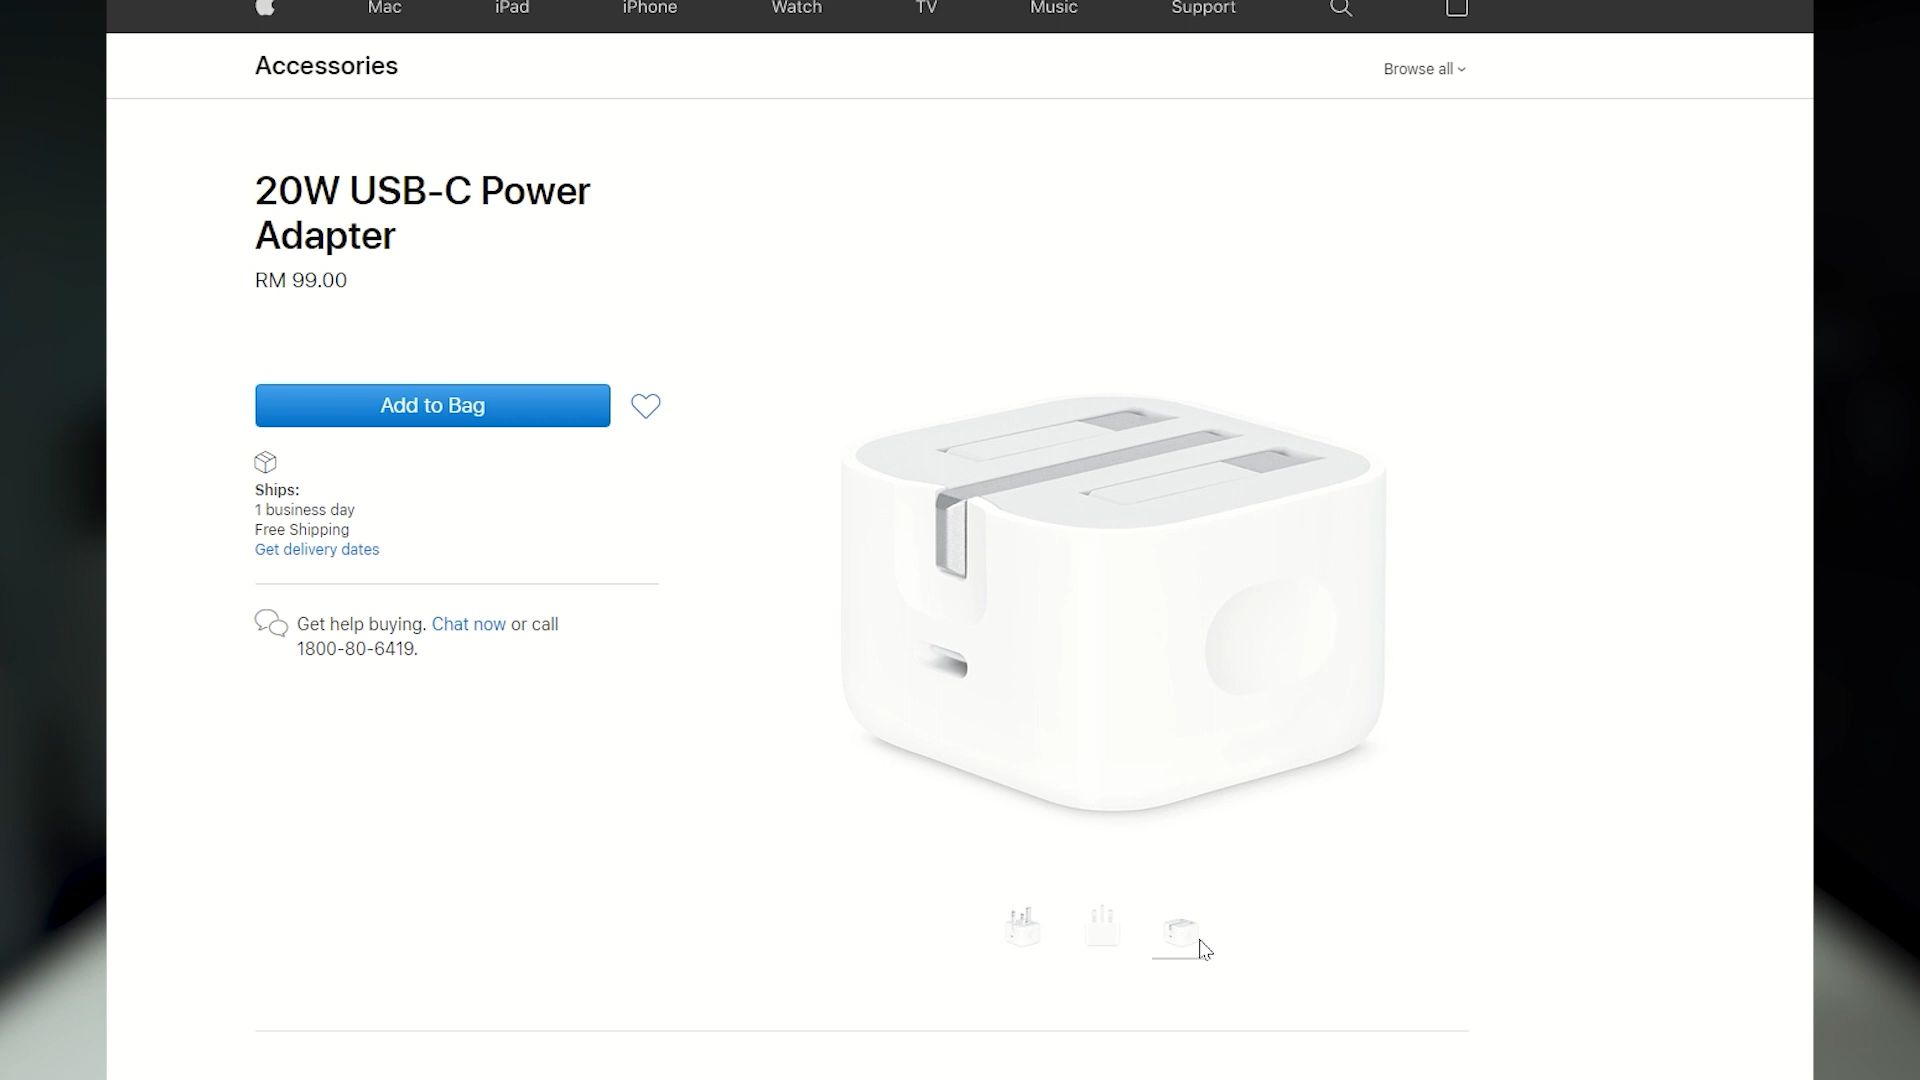 Mac iPad iPhone Watch TV Music Support
Accessories
Browse all
20W USB-C Power
Adapter
RM 99.00
Add to Bag
Ships:
1 business day
Free Shipping
Get delivery dates
Get help buying. Chat now or call
1800-80-6419.